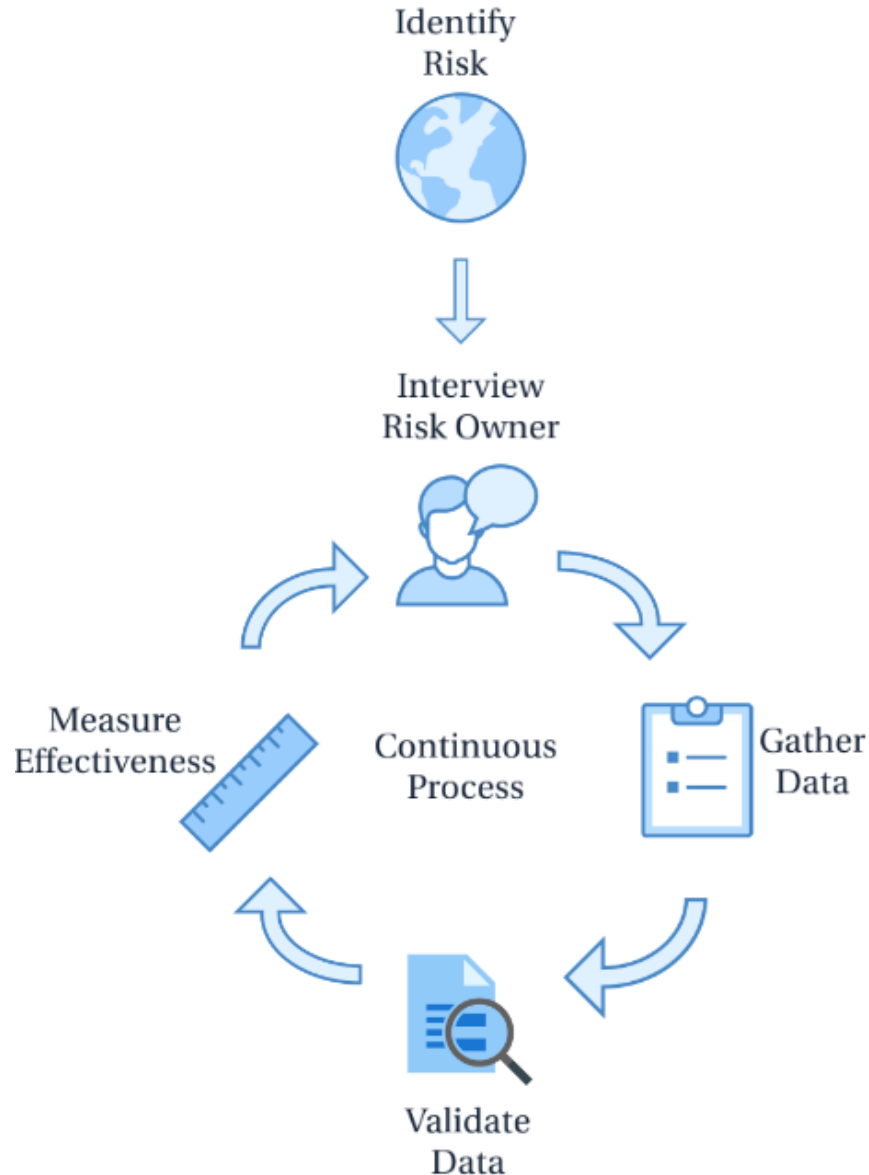 Identify
Risk
Interview
Risk Owner
Measure
Effectiveness
Continuous
Process
Gather
Data
Validate
Data